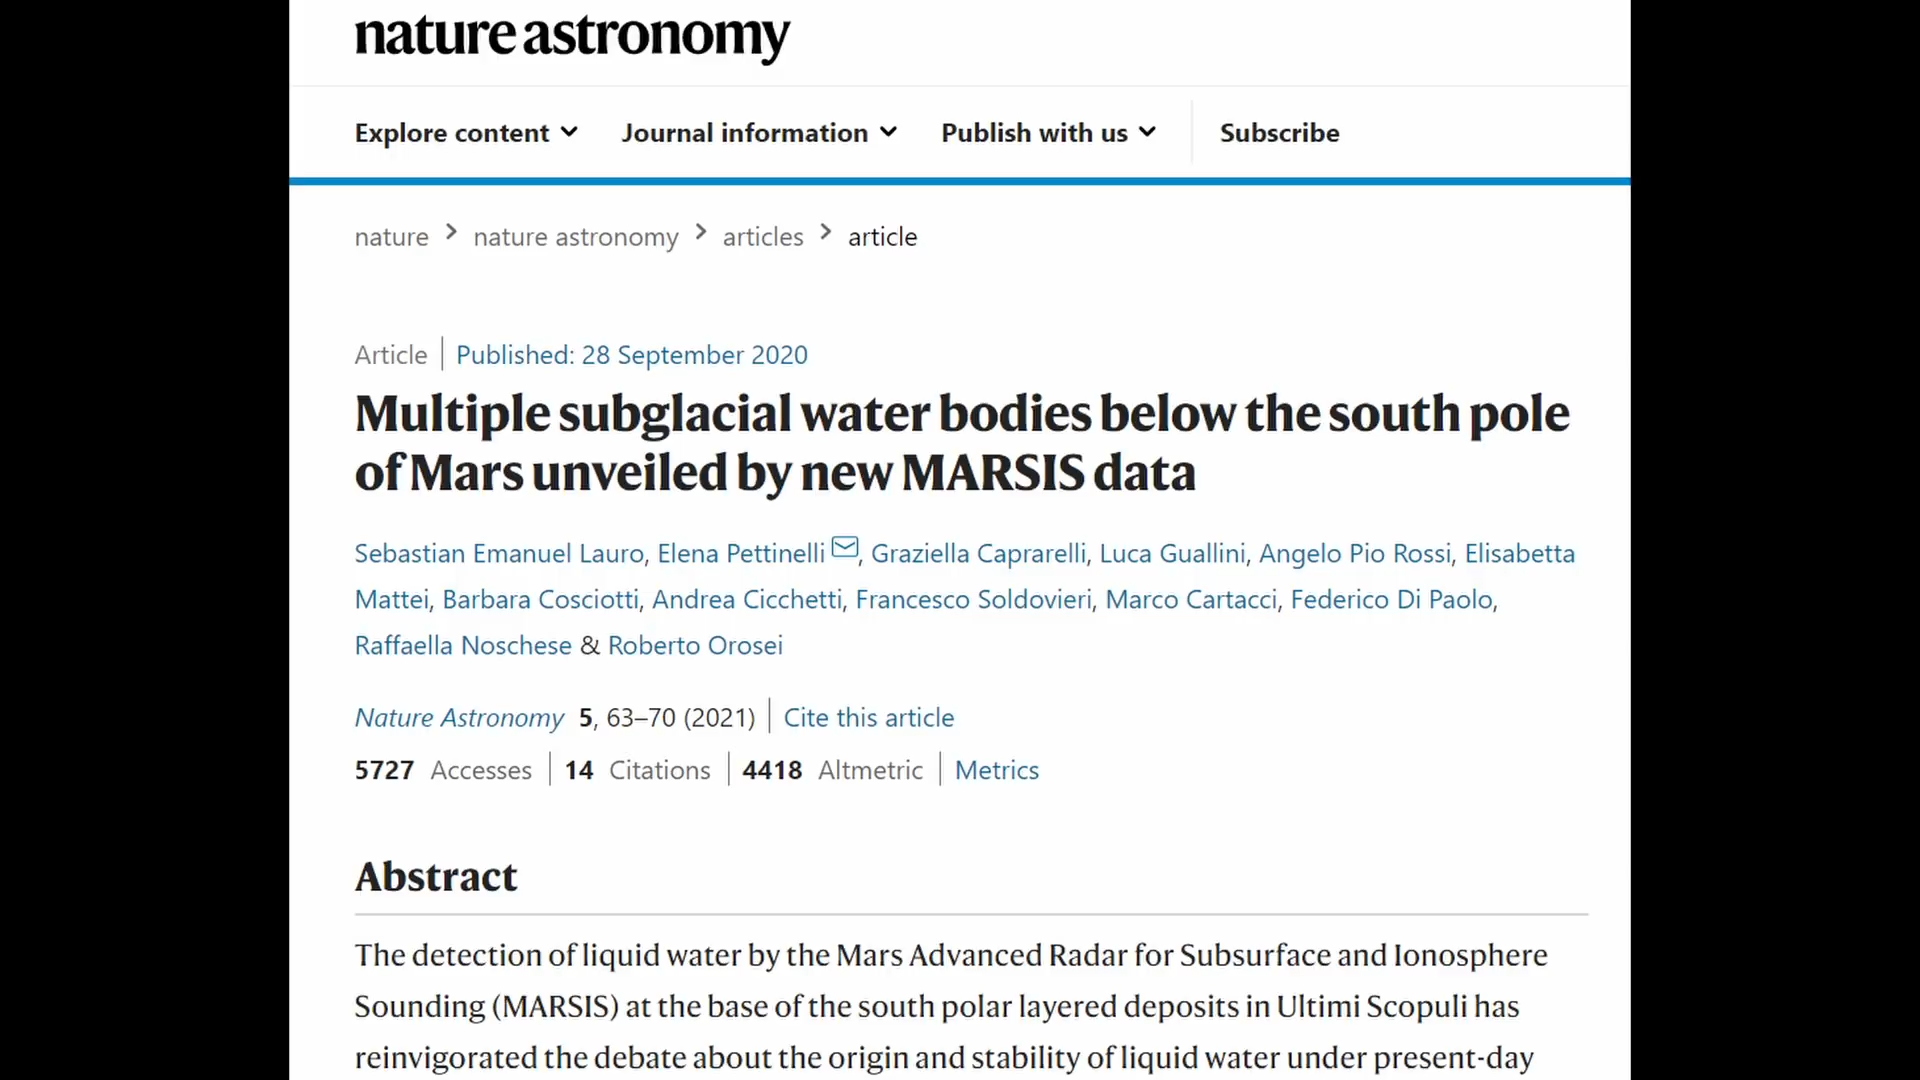 nature astronomy
Explore content Journal information Publish with us Subscribe
nature > nature astronomy > articles > article
Article | Published: 28 September 2020
Multiple subglacial water bodies below the south pole
of Mars unveiled by new MARSIS data
Sebastian Emanuel Lauro, Elena Pettinelli, Graziella Caprarelli, Luca Guallini, Angelo Pio Rossi, Elisabetta
Mattei, Barbara Cosciotti, Andrea Cicchetti, Francesco Soldovieri, Marco Cartacci, Federico Di Paolo,
Raffaella Noschese & Roberto Orosei
Nature Astronomy 5, 63–70 (2021) | Cite this article
5727 Accesses | 14 Citations | 4418 Altmetric | Metrics
Abstract
The detection of liquid water by the Mars Advanced Radar for Subsurface and Ionosphere
Sounding (MARSIS) at the base of the south polar layered deposits in Ultimi Scopuli has
reinvigorated the debate about the origin and stability of liquid water under present-day